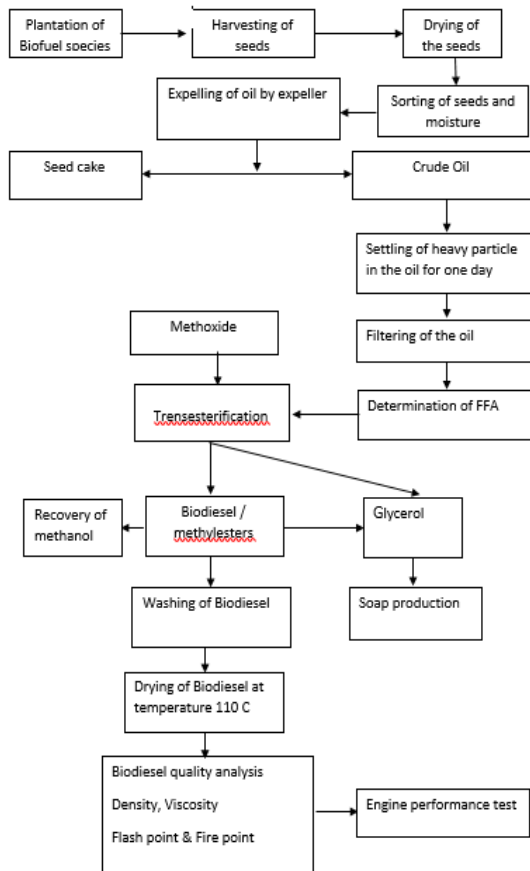 Plantation of
Biofuel species
Harvesting of
seeds
Drying of
the seeds
Expelling of oil by expeller
Sorting of seeds and
moisture
Seed cake
Crude Oil
Settling of heavy particle
in the oil for one day
Methoxide
Filtering of the oil
Trensesterification
Determination of FFA
Recovery of
methanol
Biodiesel /
methylesters
Glycerol
Washing of Biodiesel
Soap production
Drying of Biodiesel at
temperature 110 C
Biodiesel quality analysis
Density, Viscosity
Flash point & Fire point
Engine performance test